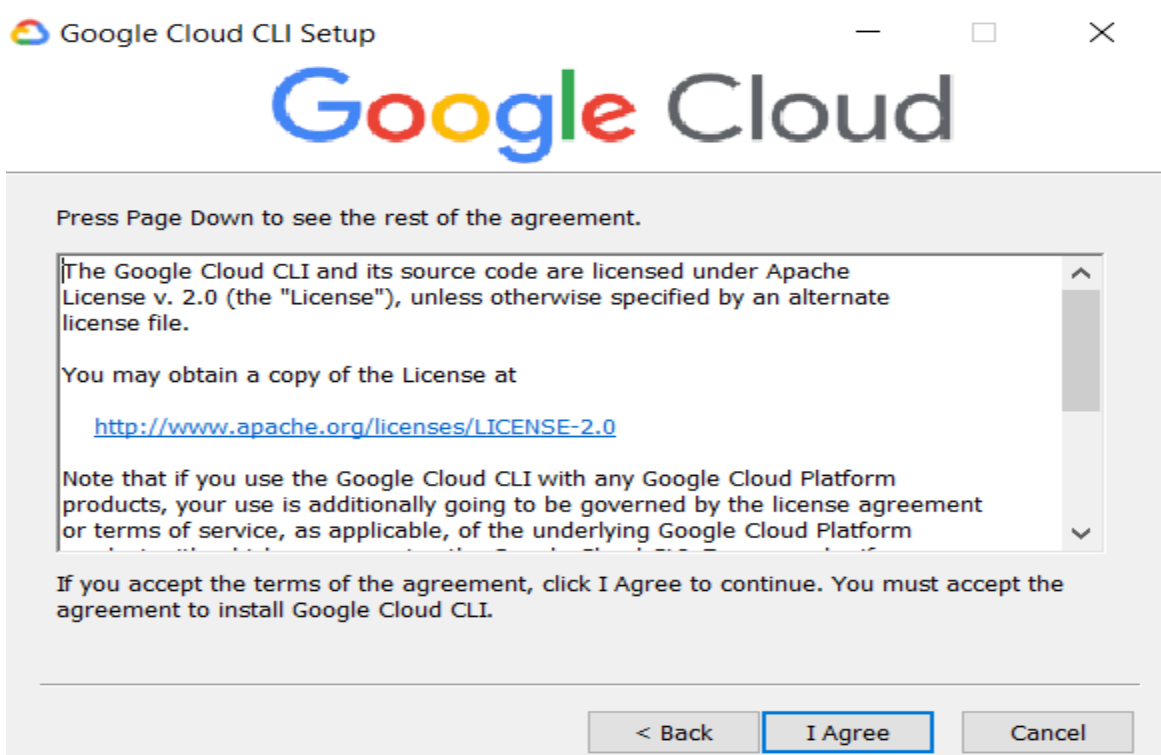 Google Cloud CLI Setup
Google Cloud
Press Page Down to see the rest of the agreement.
The Google Cloud CLI and its source code are licensed under Apache
License v. 2.0 (the "License"), unless otherwise specified by an alternate
license file.
You may obtain a copy of the License at
http://www.apache.org/licenses/LICENSE-2.0
Note that if you use the Google Cloud CLI with any Google Cloud Platform
products, your use is additionally going to be governed by the license agreement
or terms of service, as applicable, of the underlying Google Cloud Platform
If you accept the terms of the agreement, click I Agree to continue. You must accept the
agreement to install Google Cloud CLI.
< Back
I Agree
Cancel